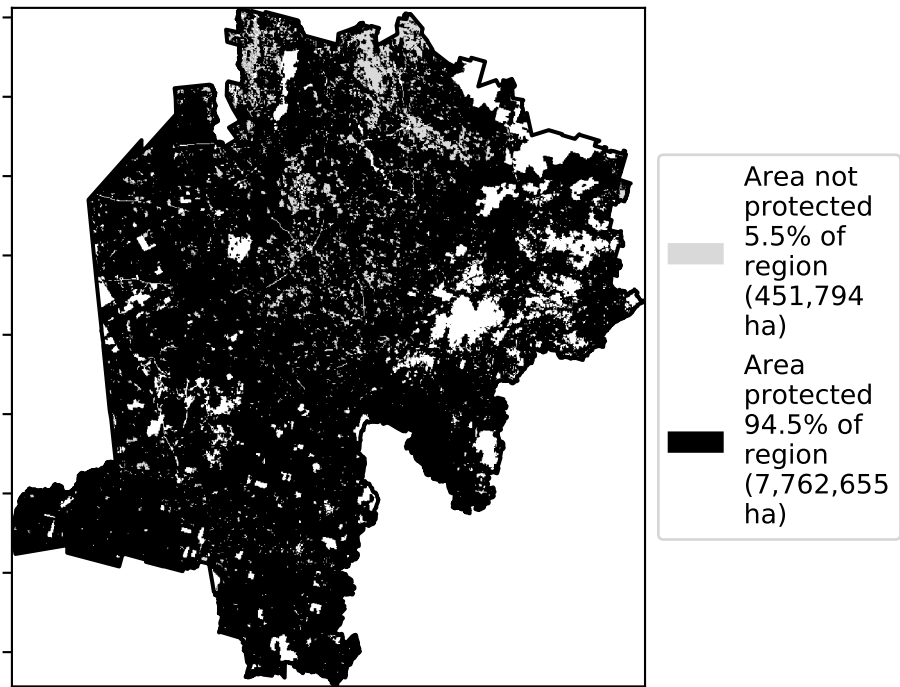 Area not
protected
5.5% of
region
(451,794
ha)
Area
protected
94.5% of
region
(7,762,655
ha)